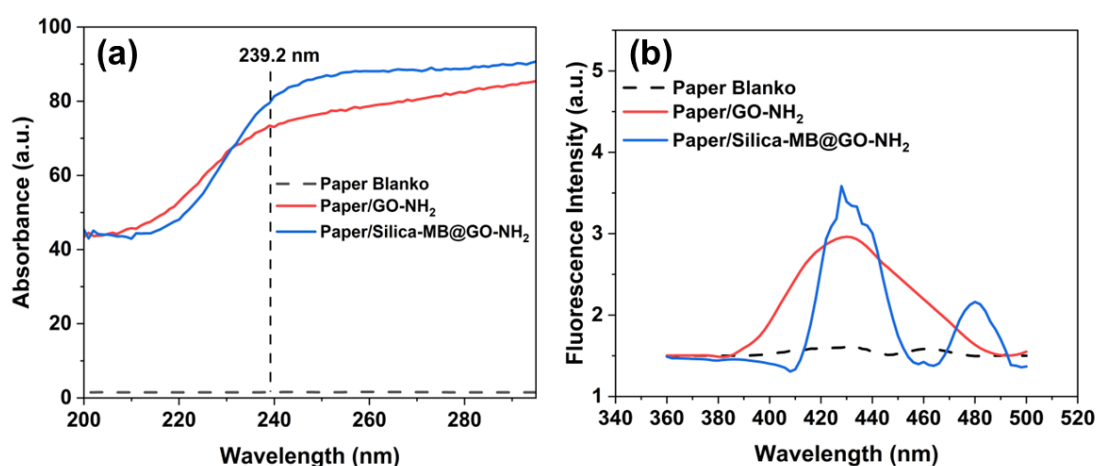 (a)
239.2 nm
Absorbance (a.u.)
100
80
60
40
20
0
Paper Blanko
Paper/GO-NH₂
Paper/Silica-MB@GO-NH₂
200 220 240 260 280
Wavelength (nm)
(b)
Fluorescence Intensity (a.u.)
5
4
3
2
1
Paper Blanko
Paper/GO-NH₂
Paper/Silica-MB@GO-NH₂
340 360 380 400 420 440 460 480 500 520
Wavelength (nm)